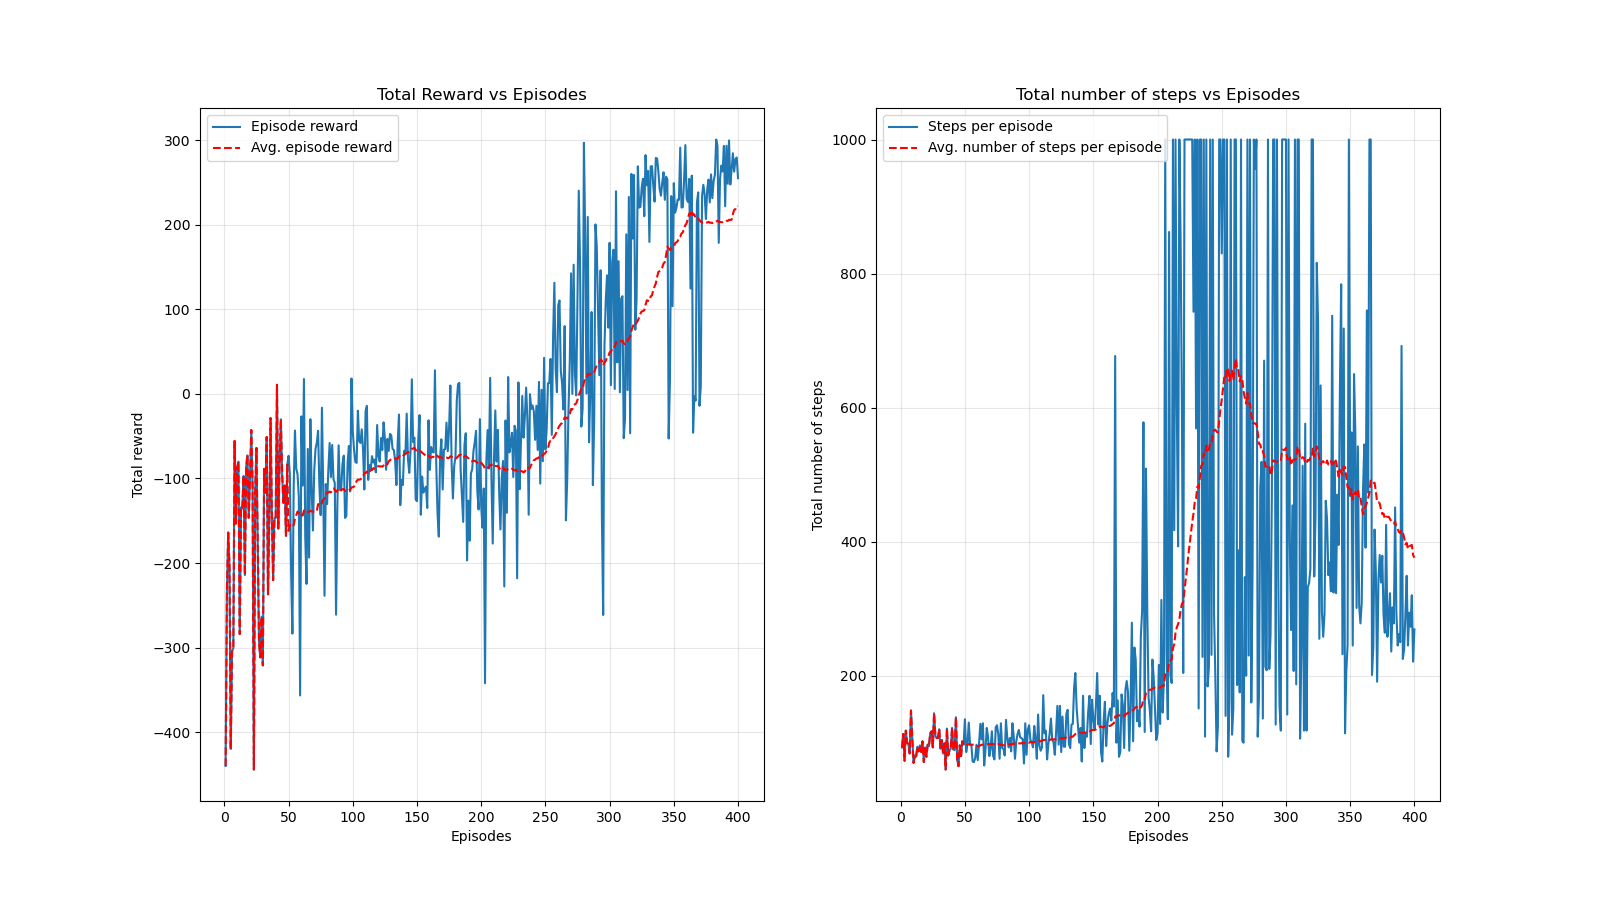 Total Reward vs Episodes
Episode reward
Avg. episode reward
300
200
100
0
−100
−200
−300
−400
Total reward
0 50 100 150 200 250 300 350 400
Episodes
Total number of steps vs Episodes
Steps per episode
Avg. number of steps per episode
1000
800
600
400
200
Total number of steps
0 50 100 150 200 250 300 350 400
Episodes